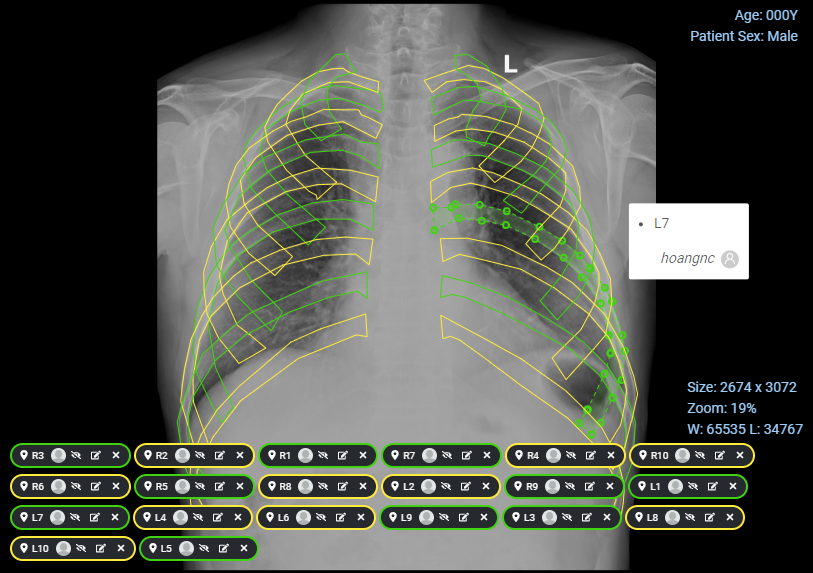 Age: 000Y
Patient Sex: Male
L
L7
hoangnc
Size: 2674 x 3072
Zoom: 19%
W: 65535 L: 34767
R3 R2 R1 R7 R4 R10
R6 R5 R8 L2 R9 L1
L7 L4 L6 L9 L3 L8
L10 L5